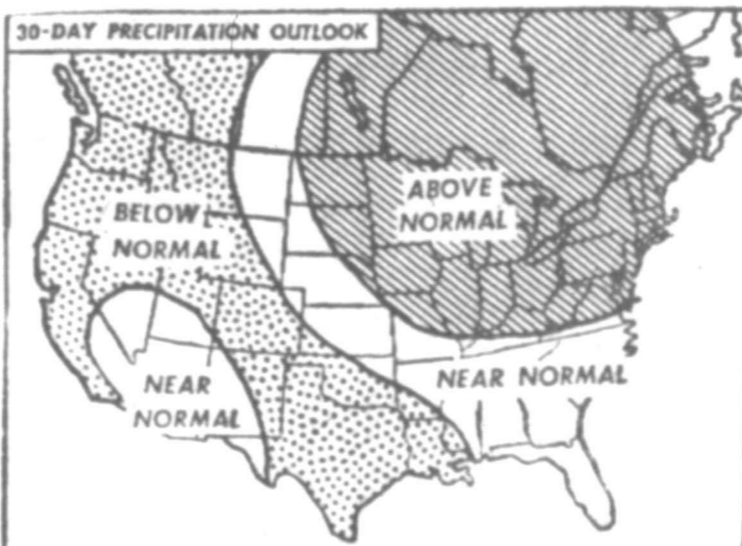 30-DAY PRECIPITATION OUTLOOK
ABOVE
NORMAL
BELOW
NORMAL
NEAR
NORMAL
NEAR NORMAL